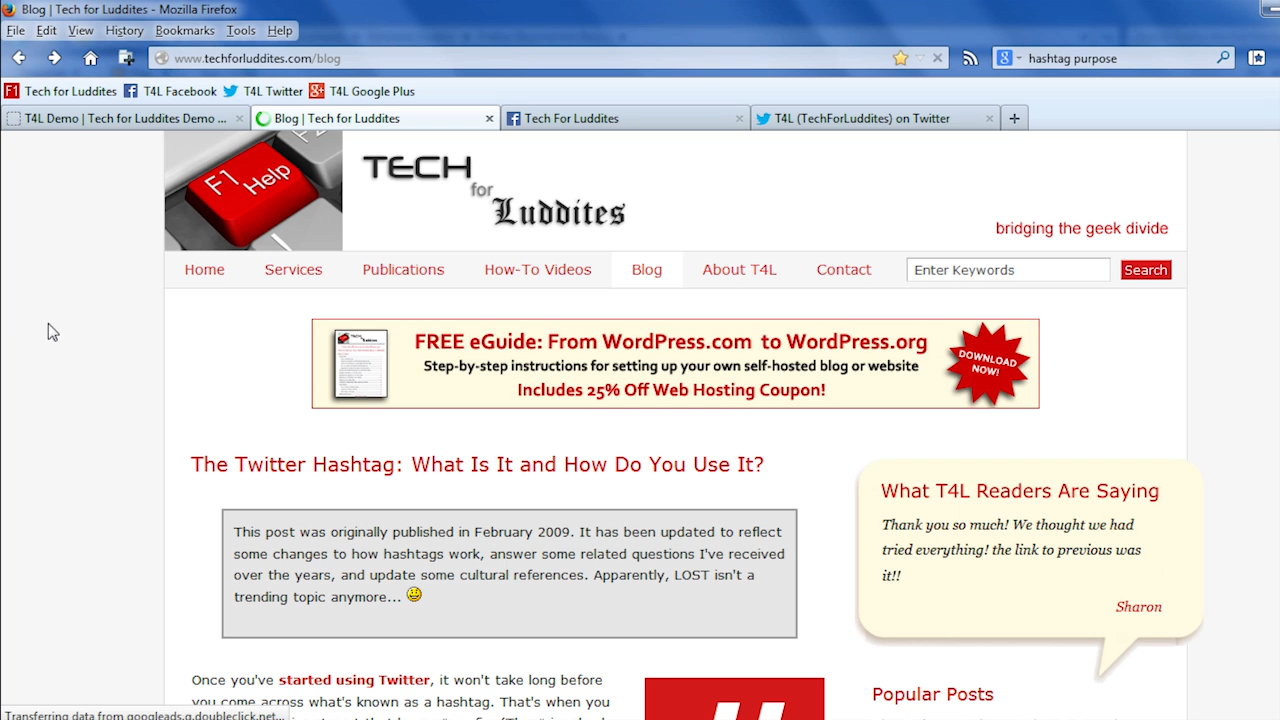 Blog | Tech for Luddites - Mozilla Firefox
File Edit View History Bookmarks Tools Help
www.techforluddites.com/blog
hashtag purpose
Tech for Luddites T4L Facebook T4L Twitter T4L Google Plus
T4L Demo | Tech for Luddites Demo ... Blog | Tech for Luddites Tech For Luddites T4L (TechForLuddites) on Twitter
F1 Help
TECH
for
Luddites
bridging the geek divide
Home Services Publications How-To Videos Blog About T4L Contact Enter Keywords Search
FREE eGuide: From WordPress.com to WordPress.org
Step-by-step instructions for setting up your own self-hosted blog or website
Includes 25% Off Web Hosting Coupon!
DOWNLOAD
NOW!
The Twitter Hashtag: What Is It and How Do You Use It?
This post was originally published in February 2009. It has been updated to reflect
some changes to how hashtags work, answer some related questions I've received
over the years, and update some cultural references. Apparently, LOST isn't a
trending topic anymore...
What T4L Readers Are Saying
Thank you so much! We thought we had
tried everything! the link to previous was
it!!
Sharon
Once you've started using Twitter, it won't take long before
you come across what's known as a hashtag. That's when you
Popular Posts
Transferring data from googleads.g.doubleclick.net...